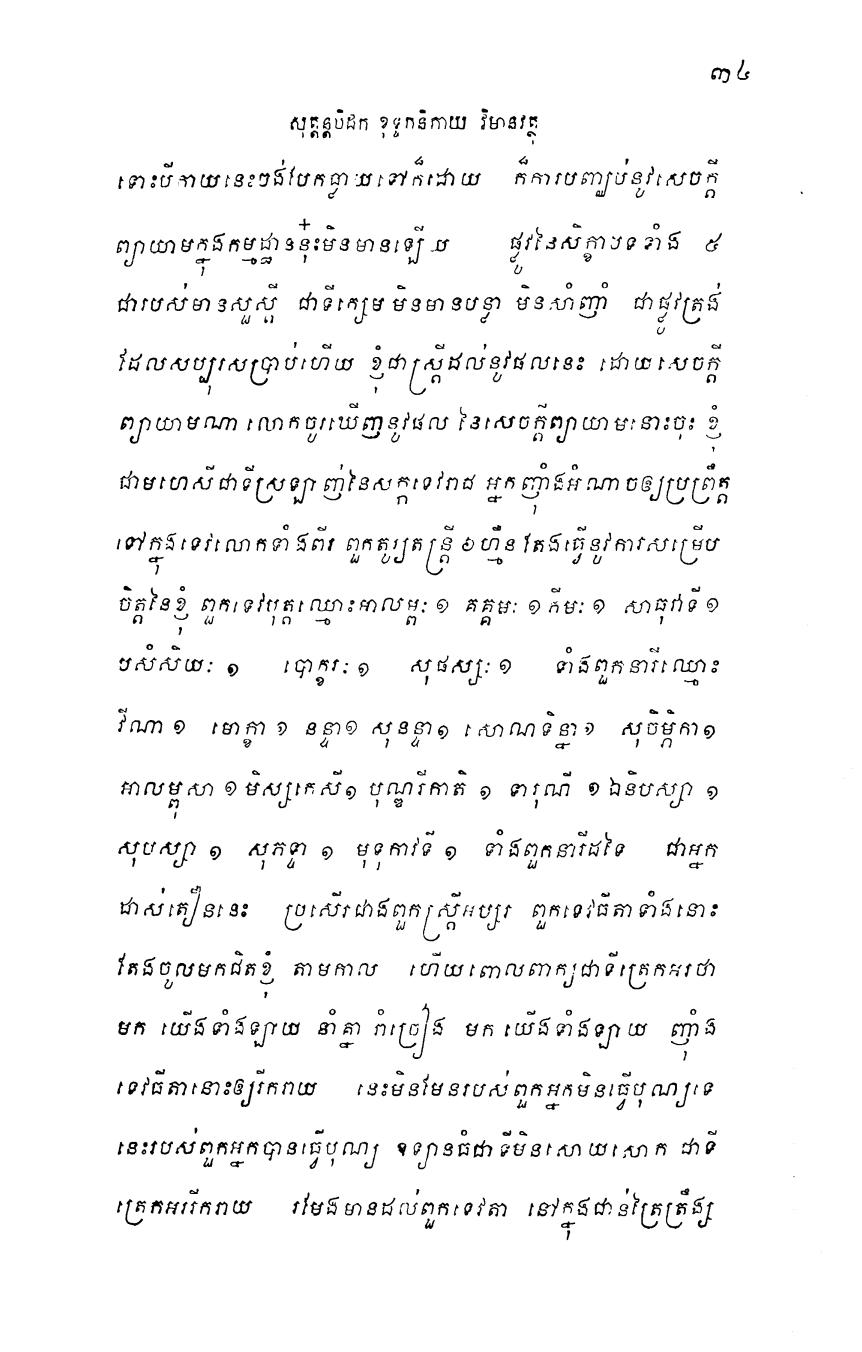 ៣៤
សុត្តន្តបិដក ខុទ្ទកនិកាយ វិមានវត្ថុ
ទោះបីកាយនេះចង់បែកធ្លាយទៅក៏ដោយ ក៏ការបញ្ឈប់នូវសេចក្តី
ព្យាយាមក្នុងកម្មដ្ឋាននុ៎ះមិនមានឡើយ ផ្លូវនៃសិក្ខាបទទាំង ៥
ជារបស់មានសួស្តី ជាទីក្សេម មិនមានបន្លា មិនសាំញ៉ាំ ជាផ្លូវត្រង់
ដែលសប្បុរសប្រាប់ហើយ ខ្ញុំជាស្ត្រីដល់នូវផលនេះ ដោយសេចក្តី
ព្យាយាមណា លោកចូរឃើញនូវផល នៃសេចក្តីព្យាយាមនោះចុះ ខ្ញុំ
ជាមហេសីជាទីស្រឡាញ់នៃសក្កទេវរាជ អ្នកញ៉ាំងអំណាចឲ្យប្រព្រឹត្ត
ទៅក្នុងទេវលោកទាំងពីរ ពួកតូរ្យតន្ត្រី ៦ហ្មឺន តែងធ្វើនូវការសម្រើប
ចិត្តនៃខ្ញុំ ពួកទេវបុត្តឈ្មោះអាលម្ពៈ ១ គគ្គមៈ ១ ភីមៈ ១ សាធុវាទី ១
បសំសិយៈ ១ បោក្ខរៈ ១ សុផស្សៈ ១ ទាំងពួកនារីឈ្មោះ
វីណា ១ មោក្ខា ១ នន្ទា ១ សុនន្ទា ១ សោណទិន្នា ១ សុចិម្ភិកា ១
អាលម្ពុសា ១ មិស្សកេសី ១ បុណ្ឌរីកាតិ ១ ទារុណី ១ ឯនិបស្សា ១
សុបស្សា ១ សុភទ្ទា ១ មុទុកាវទី ១ ទាំងពួកនារីដទៃ ជាអ្នក
ដាស់តឿននេះ ប្រសើរជាងពួកស្ត្រីអប្សរ ពួកទេវធីតាទាំងនោះ
តែងចូលមកជិតខ្ញុំ តាមកាល ហើយពោលពាក្យជាទីត្រេកអរថា
មក យើងទាំងឡាយ នាំគ្នា រាំច្រៀង មក យើងទាំងឡាយ ញ៉ាំង
ទេវធីតានោះឲ្យរីករាយ នេះមិនមែនរបស់ពួកអ្នកមិនធ្វើបុណ្យទេ
នេះរបស់ពួកអ្នកបានធ្វើបុណ្យ ឧទ្យានធំជាទីមិនសោយសោក ជាទី
ត្រេកអររីករាយ រមែងមានដល់ពួកទេវតា នៅក្នុងជាន់ត្រៃត្រឹង្ស